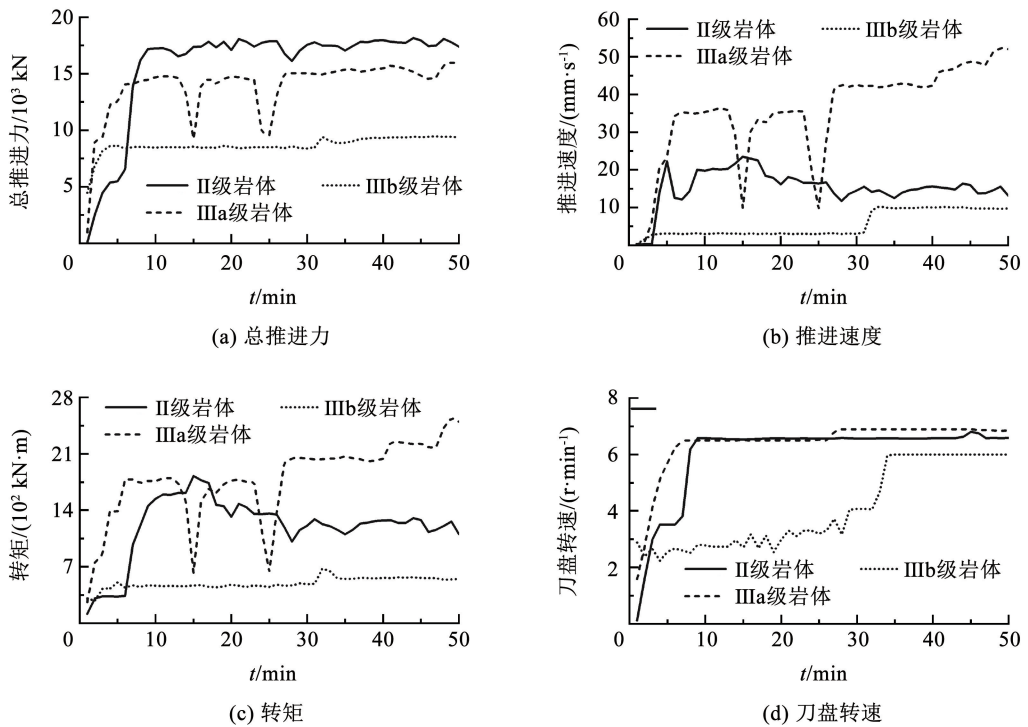 总推进力/10³ kN
20
15
10
5
0
10
20
30
40
50
II级岩体
IIIb级岩体
IIIa级岩体
t/min
(a) 总推进力
推进速度/(mm·s⁻¹)
60
50
40
30
20
10
0
10
20
30
40
50
II级岩体
IIIb级岩体
IIIa级岩体
t/min
(b) 推进速度
转矩/(10² kN·m)
28
21
14
7
0
10
20
30
40
50
II级岩体
IIIb级岩体
IIIa级岩体
t/min
(c) 转矩
刀盘转速/(r·min⁻¹)
8
6
4
2
0
10
20
30
40
50
II级岩体
IIIb级岩体
IIIa级岩体
t/min
(d) 刀盘转速